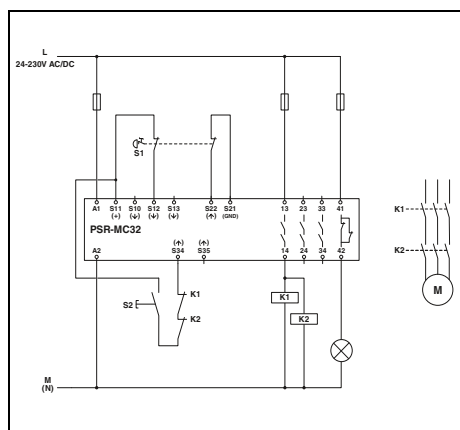 L
24-230V AC/DC
S1
A1 S11 S10 S12 S13 S22 S21 13 23 33 41
(+) (↓) (↓) (↓) (↑) (GND)
PSR-MC32
(↑) (↑)
A2 S34 S35 14 24 34 42
K1
K2
M
S2
K1
K2
K1
K2
M
(N)